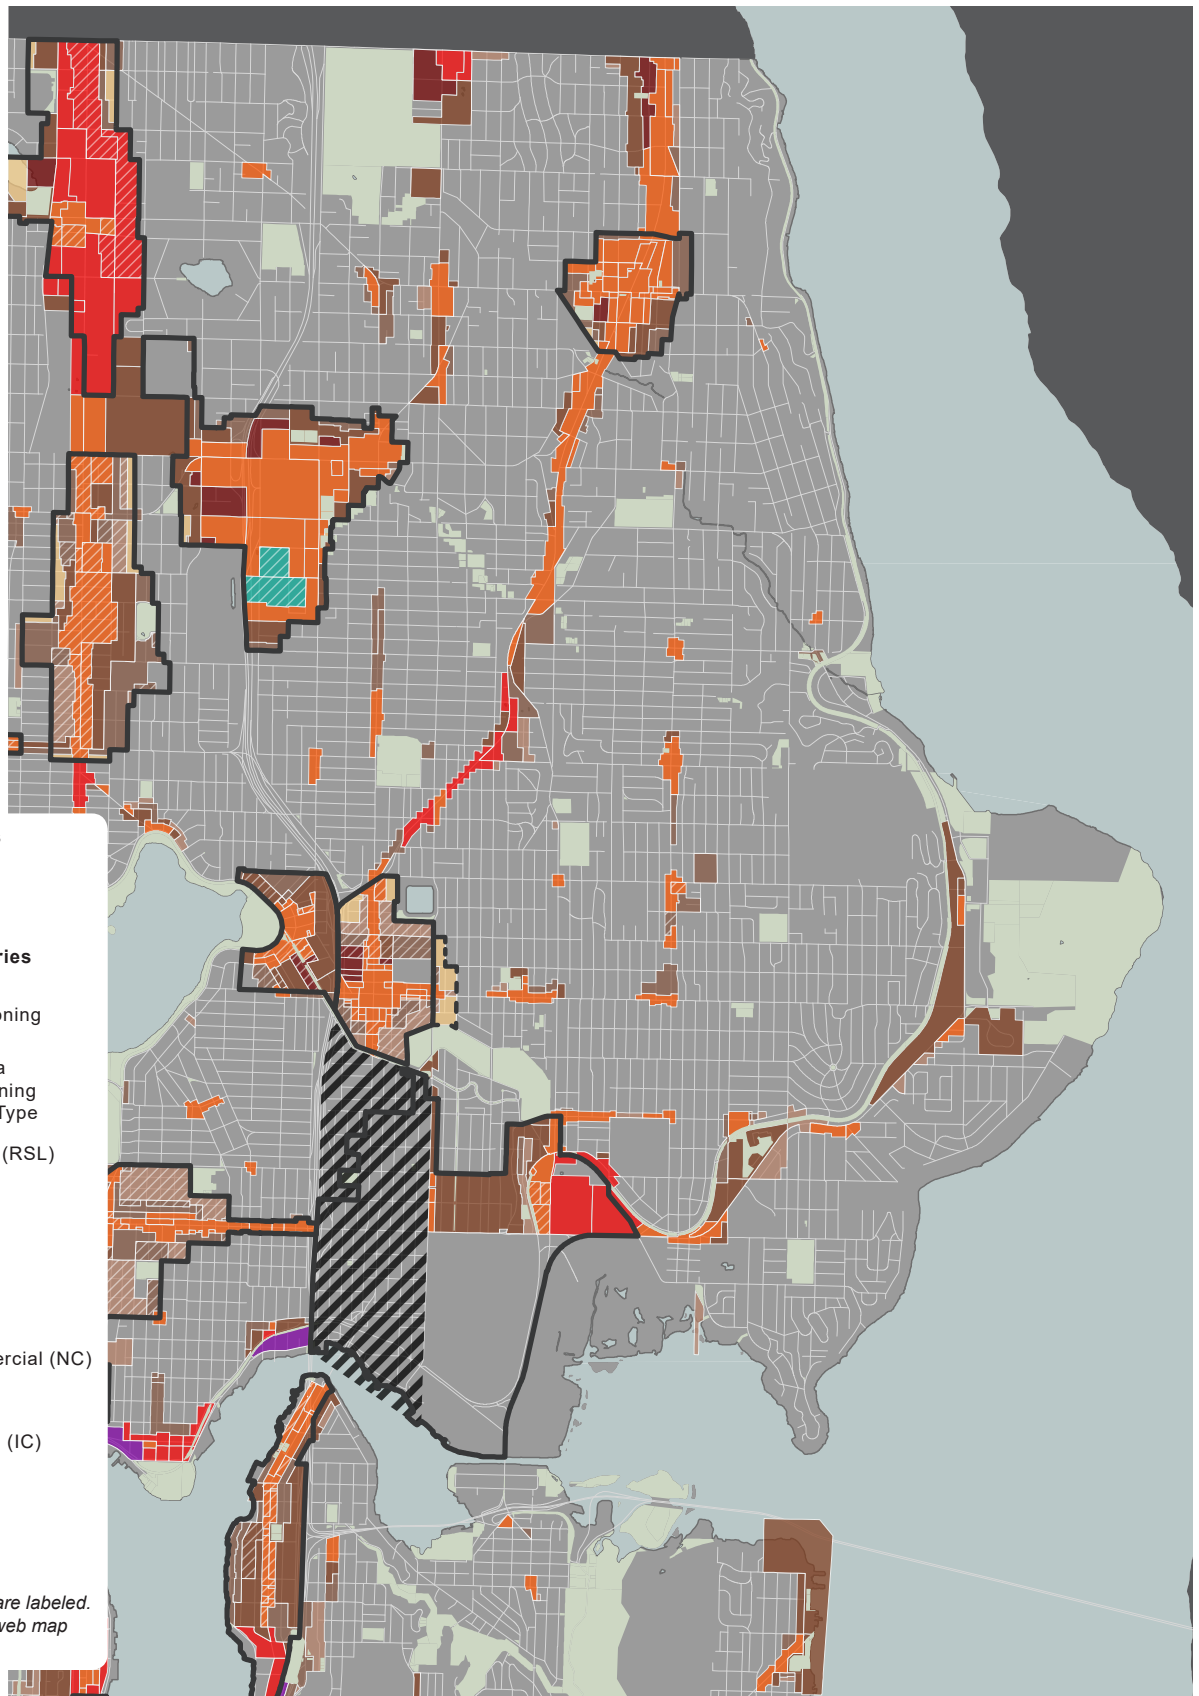 ries
oning
a
ning
Type
(RSL)
ercial (NC)
(IC)
are labeled.
web map